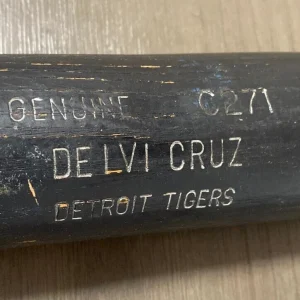 GENUINE C271
DELVI CRUZ
DETROIT TIGERS